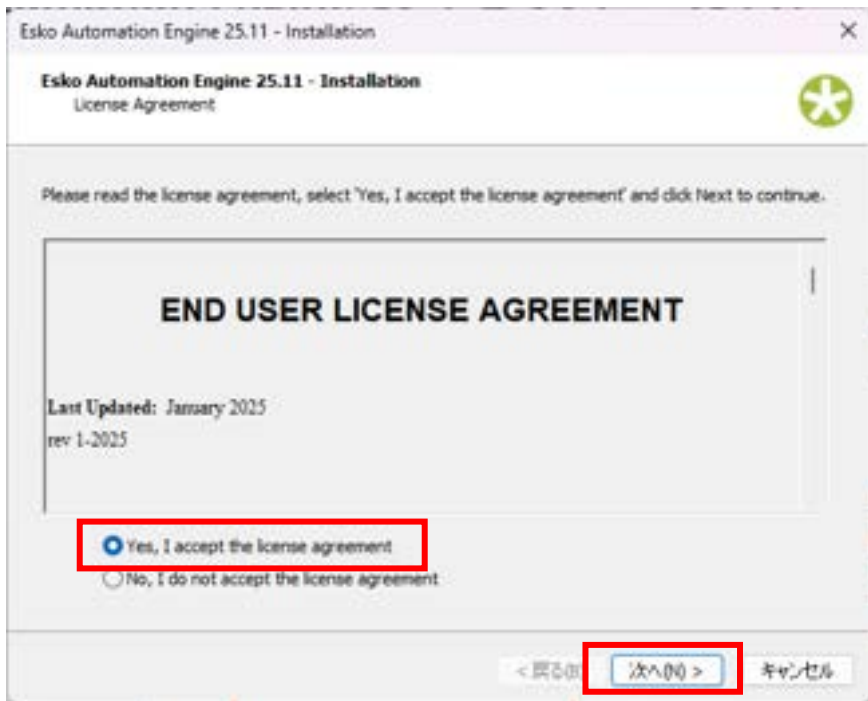 Esko Automation Engine 25.11 - Installation
Esko Automation Engine 25.11 - Installation
License Agreement
Please read the license agreement, select 'Yes, I accept the license agreement' and click Next to continue.
END USER LICENSE AGREEMENT
Last Updated: January 2025
rev 1-2025
Yes, I accept the license agreement
No, I do not accept the license agreement
< 戻る(B) 次へ(N) > キャンセル